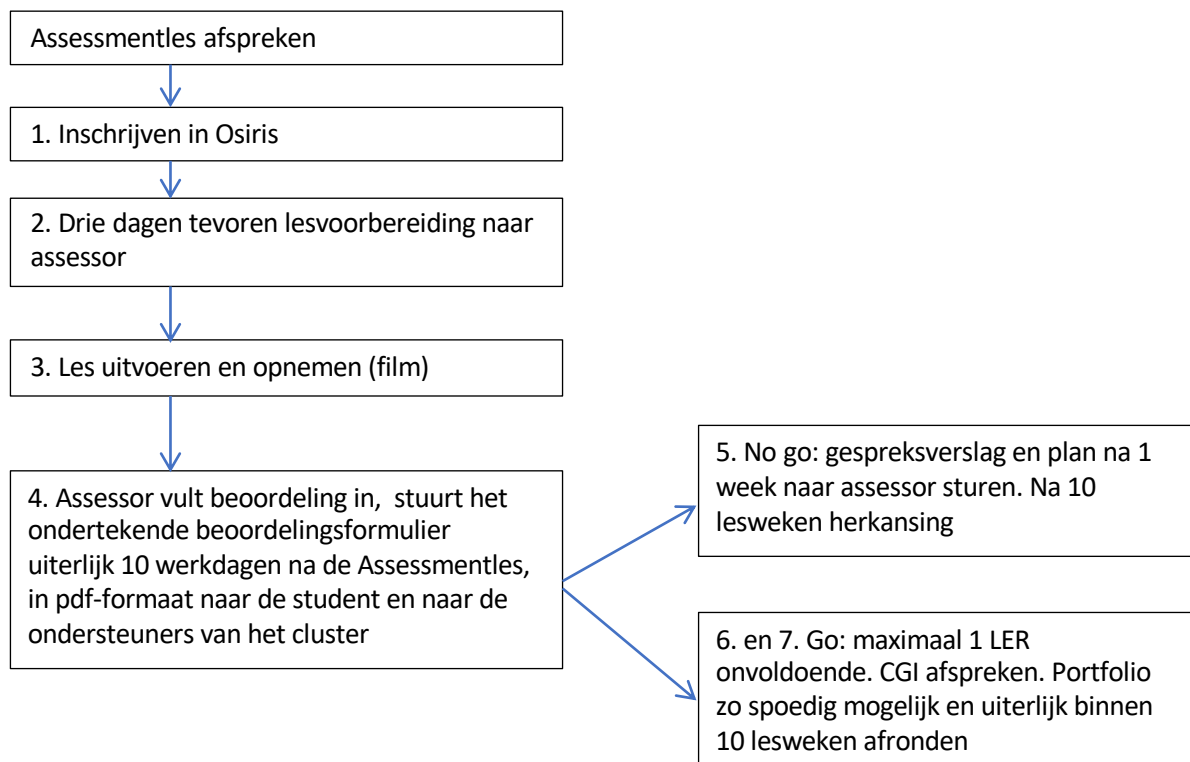 Assessmentles afspreken
1. Inschrijven in Osiris
2. Drie dagen tevoren lesvoorbereiding naar
assessor
3. Les uitvoeren en opnemen (film)
4. Assessor vult beoordeling in, stuurt het
ondertekende beoordelingsformulier
uiterlijk 10 werkdagen na de Assessmentles,
in pdf-formaat naar de student en naar de
ondersteuners van het cluster
5. No go: gespreksverslag en plan na 1
week naar assessor sturen. Na 10
lesweken herkansing
6. en 7. Go: maximaal 1 LER
onvoldoende. CGI afspreken. Portfolio
zo spoedig mogelijk en uiterlijk binnen
10 lesweken afronden